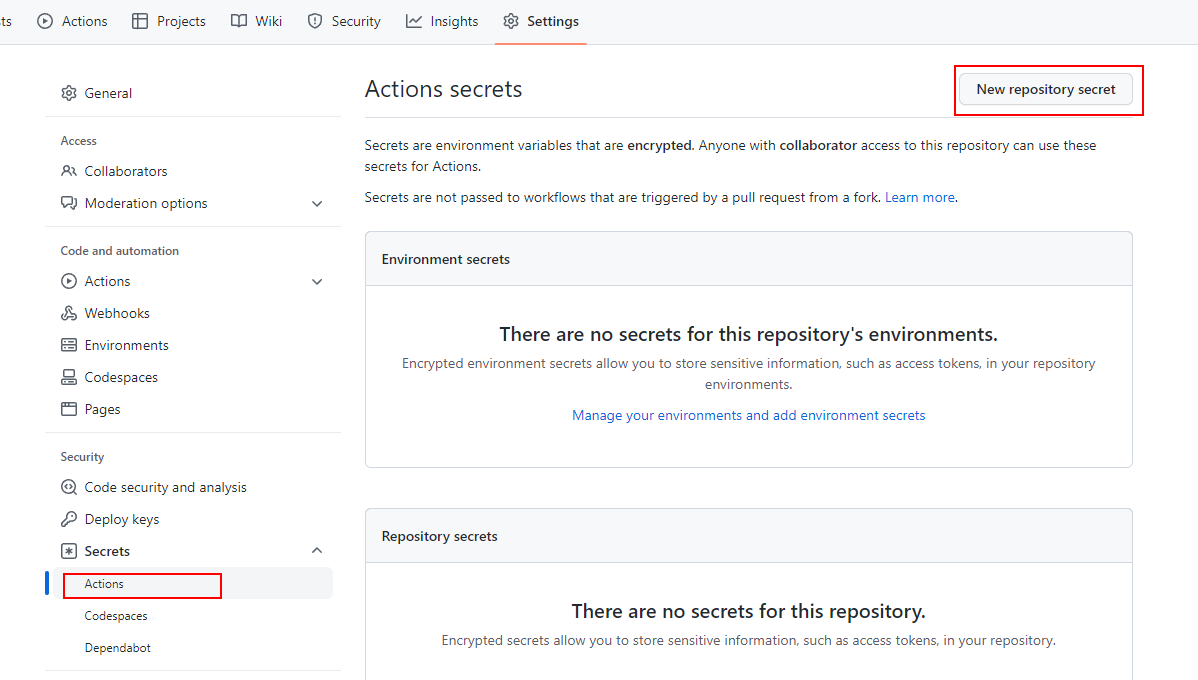 ts Actions Projects Wiki Security Insights Settings
General
Access
Collaborators
Moderation options
Code and automation
Actions
Webhooks
Environments
Codespaces
Pages
Security
Code security and analysis
Deploy keys
Secrets
Actions
Codespaces
Dependabot
Actions secrets
New repository secret
Secrets are environment variables that are encrypted. Anyone with collaborator access to this repository can use these
secrets for Actions.
Secrets are not passed to workflows that are triggered by a pull request from a fork. Learn more.
Environment secrets
There are no secrets for this repository's environments.
Encrypted environment secrets allow you to store sensitive information, such as access tokens, in your repository
environments.
Manage your environments and add environment secrets
Repository secrets
There are no secrets for this repository.
Encrypted secrets allow you to store sensitive information, such as access tokens, in your repository.